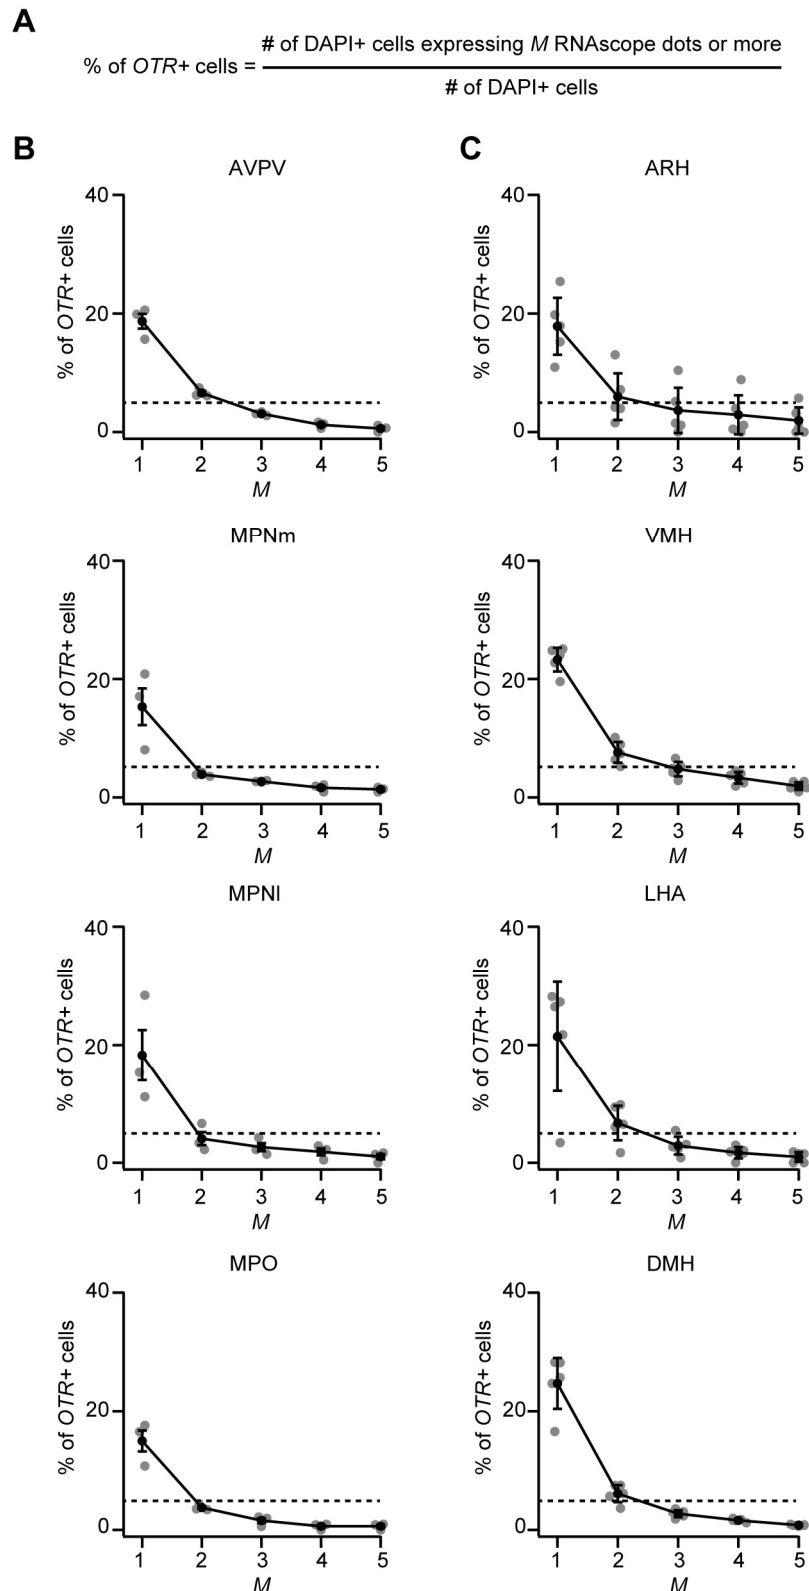 A
% of OTR+ cells = # of DAPI+ cells expressing M RNAscope dots or more
# of DAPI+ cells
B
AVPV
40
20
0
% of OTR+ cells
1 2 3 4 5
M
MPNm
40
20
0
% of OTR+ cells
1 2 3 4 5
M
MPNl
40
20
0
% of OTR+ cells
1 2 3 4 5
M
MPO
40
20
0
% of OTR+ cells
1 2 3 4 5
M
C
ARH
40
20
0
% of OTR+ cells
1 2 3 4 5
M
VMH
40
20
0
% of OTR+ cells
1 2 3 4 5
M
LHA
40
20
0
% of OTR+ cells
1 2 3 4 5
M
DMH
40
20
0
% of OTR+ cells
1 2 3 4 5
M